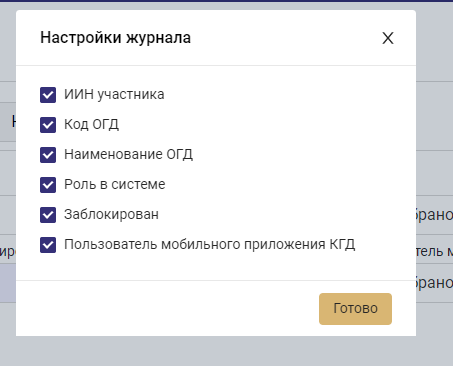 Настройки журнала
ИИН участника
Код ОГД
Наименование ОГД
Роль в системе
Заблокирован
Пользователь мобильного приложения КГД
Готово